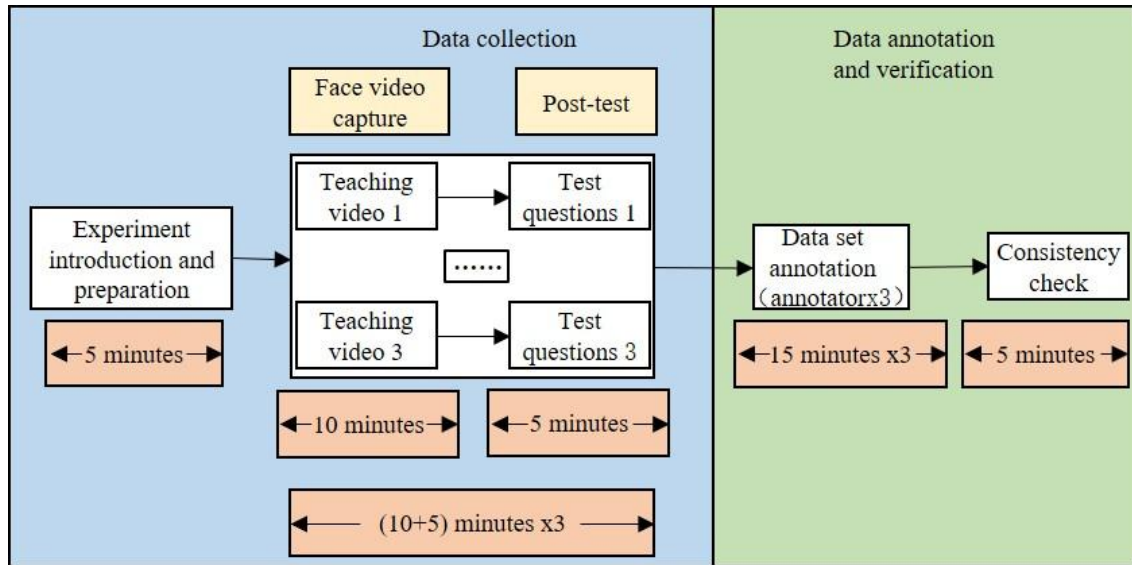 Data collection
Data annotation
and verification
Face video
capture
Post-test
Teaching
video 1
Test
questions 1
Experiment
introduction and
preparation
......
Data set
annotation
（annotatorx3）
Consistency
check
Teaching
video 3
Test
questions 3
5 minutes
15 minutes x3
5 minutes
10 minutes
5 minutes
(10+5) minutes x3